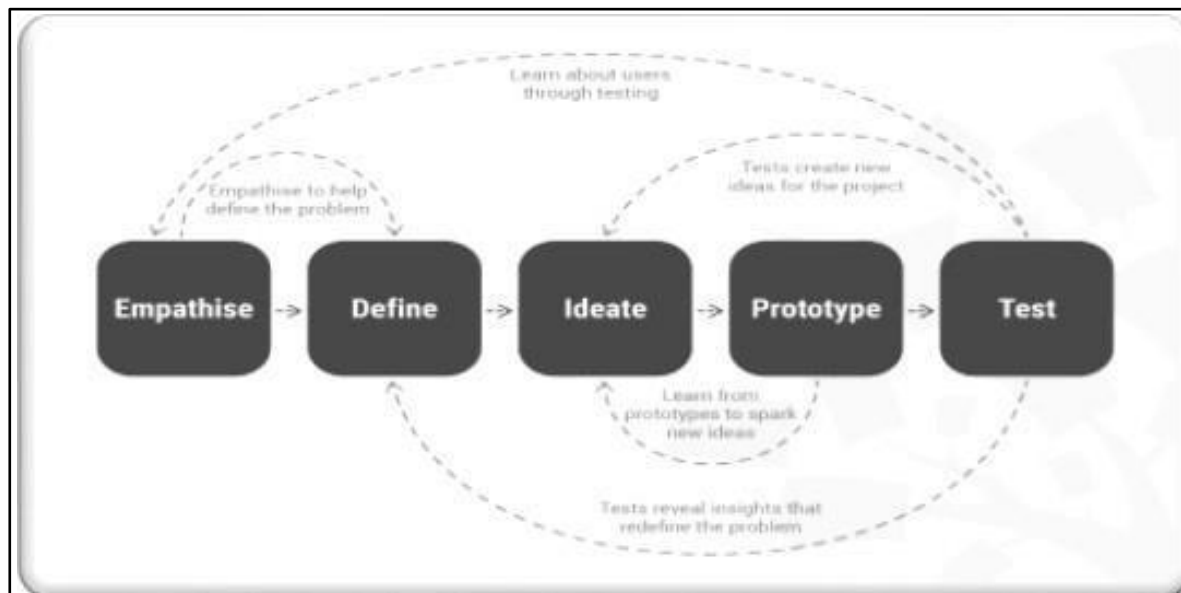 Learn about users
through testing
Empathise to help
define the problem
Tests create new
ideas for the project
Empathise
Define
Ideate
Prototype
Test
Learn from
prototypes to spark
new ideas
Tests reveal insights that
redefine the problem